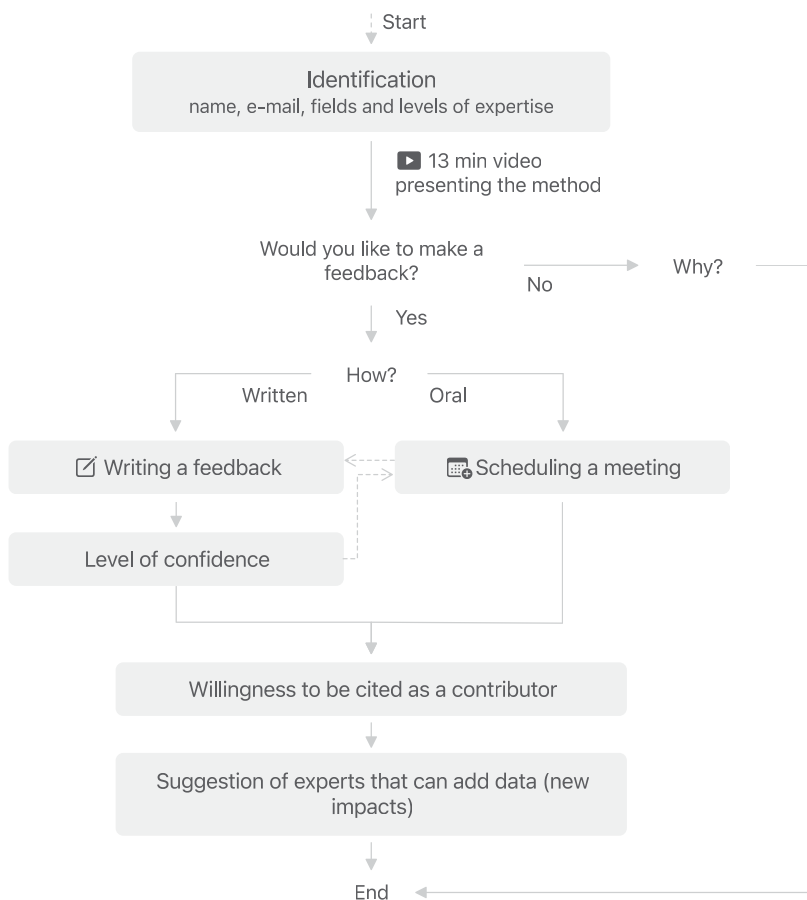 Start
Identification
name, e-mail, fields and levels of expertise
13 min video
presenting the method
Would you like to make a
feedback?
No
Why?
Yes
How?
Written
Oral
Writing a feedback
Scheduling a meeting
Level of confidence
Willingness to be cited as a contributor
Suggestion of experts that can add data (new
impacts)
End